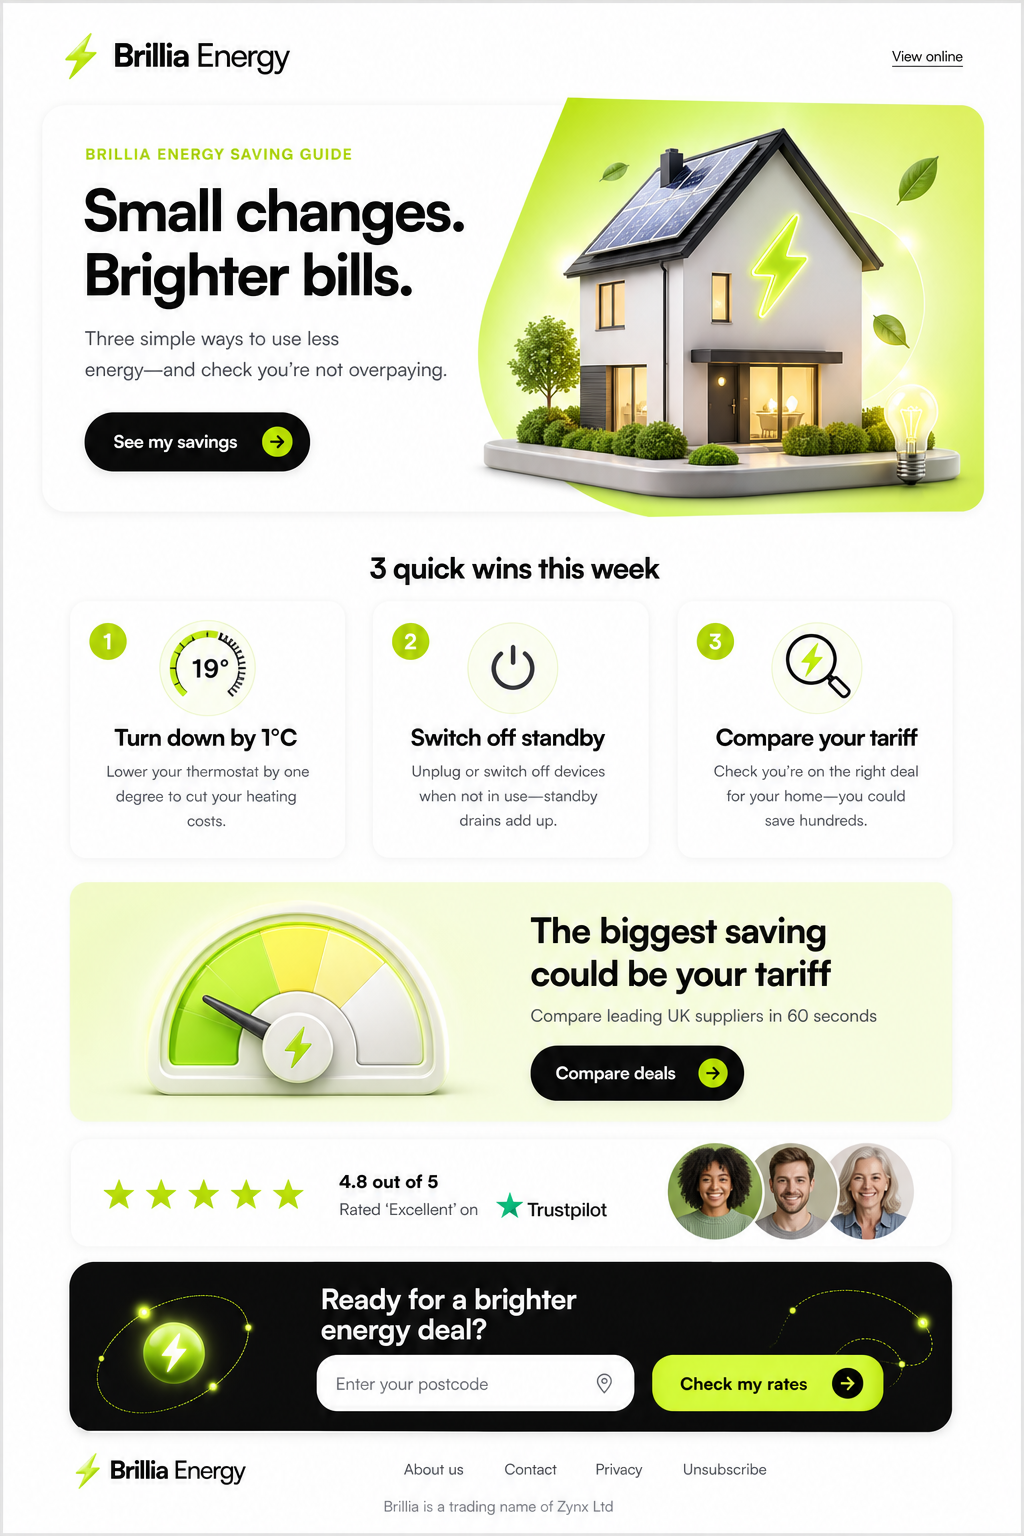 Brillia Energy
View online
BRILLIA ENERGY SAVING GUIDE
Small changes.
Brighter bills.
Three simple ways to use less
energy—and check you’re not overpaying.
See my savings
3 quick wins this week
1
19°
Turn down by 1°C
Lower your thermostat by one
degree to cut your heating
costs.
2
Switch off standby
Unplug or switch off devices
when not in use—standby
drains add up.
3
Compare your tariff
Check you’re on the right deal
for your home—you could
save hundreds.
The biggest saving
could be your tariff
Compare leading UK suppliers in 60 seconds
Compare deals
4.8 out of 5
Rated ‘Excellent’ on
Trustpilot
Ready for a brighter
energy deal?
Enter your postcode
Check my rates
Brillia Energy
About us
Contact
Privacy
Unsubscribe
Brillia is a trading name of Zynx Ltd